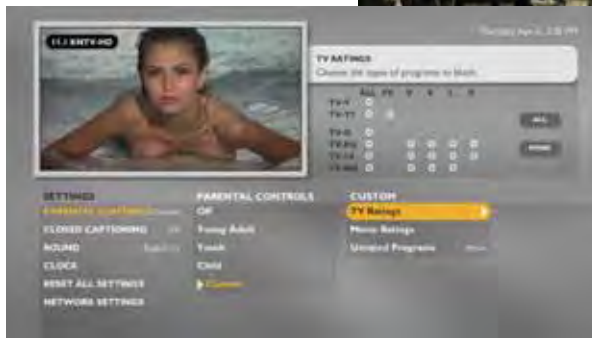 11.1 KNTV-HD
TV RATINGS
Choose the types of programs to block.
ALL FV V S L D
TV-Y
TV-Y7
TV-G
TV-PG
TV-14
TV-MA
ALL
NONE
SETTINGS
PARENTAL CONTROLS
CLOSED CAPTIONING Off
SOUND
CLOCK
RESET ALL SETTINGS
NETWORK SETTINGS
PARENTAL CONTROLS
Off
Young Adult
Youth
Child
Custom
CUSTOM
TV Ratings
Movie Ratings
Unrated Programs